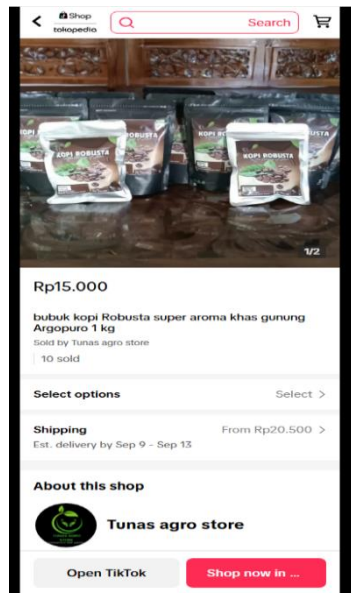 Shop
Search
tokopedia
KOPI ROBUSTA
KOPI ROBUSTA
KOPI ROBUSTA
1/2
Rp15.000
bubuk kopi Robusta super aroma khas gunung
Argopuro 1 kg
Sold by Tunas agro store
10 sold
Select options
Select >
Shipping
From Rp20.500 >
Est. delivery by Sep 9 - Sep 13
About this shop
Tunas agro store
Open TikTok
Shop now in ...